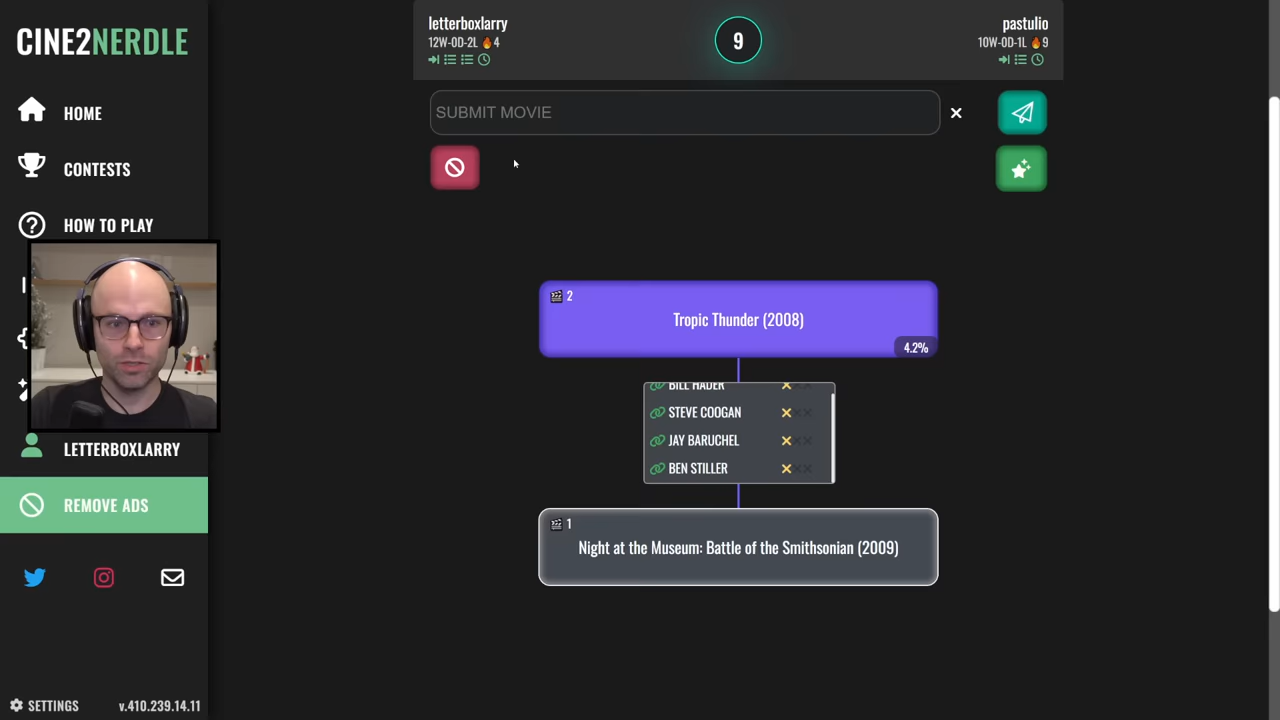 CINE2NERDLE
HOME
CONTESTS
HOW TO PLAY
LETTERBOXLARRY
REMOVE ADS
SETTINGS
v.410.239.14.11
letterboxlarry
12W-0D-2L 🔥4
9
pastulio
10W-0D-1L 🔥9
SUBMIT MOVIE
2
Tropic Thunder (2008)
4.2%
BILL HADER
STEVE COOGAN
JAY BARUCHEL
BEN STILLER
1
Night at the Museum: Battle of the Smithsonian (2009)